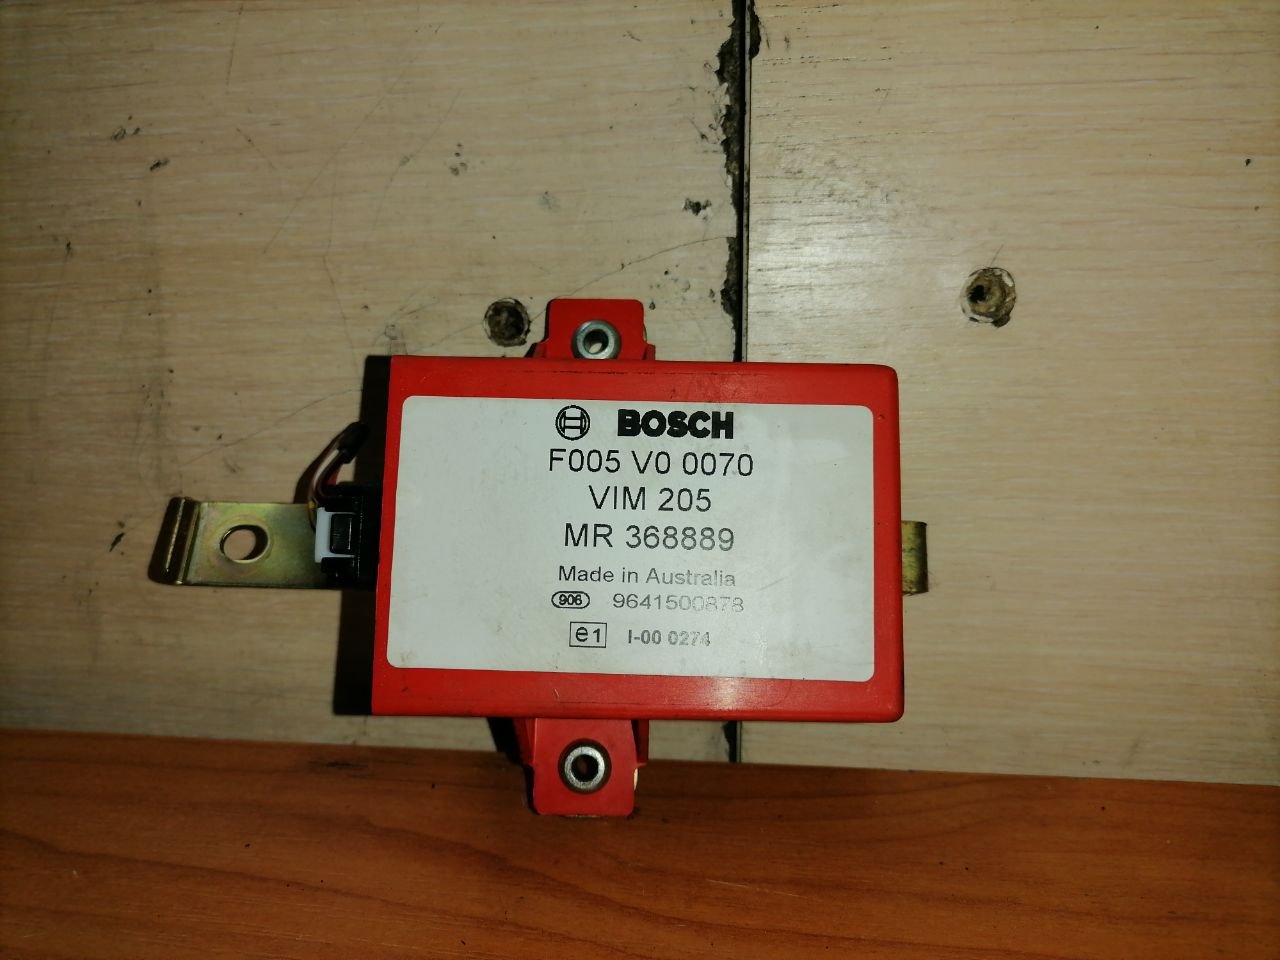 BOSCH
F005 V0 0070
VIM 205
MR 368889
Made in Australia
906 9641500878
e1 I-00 0274